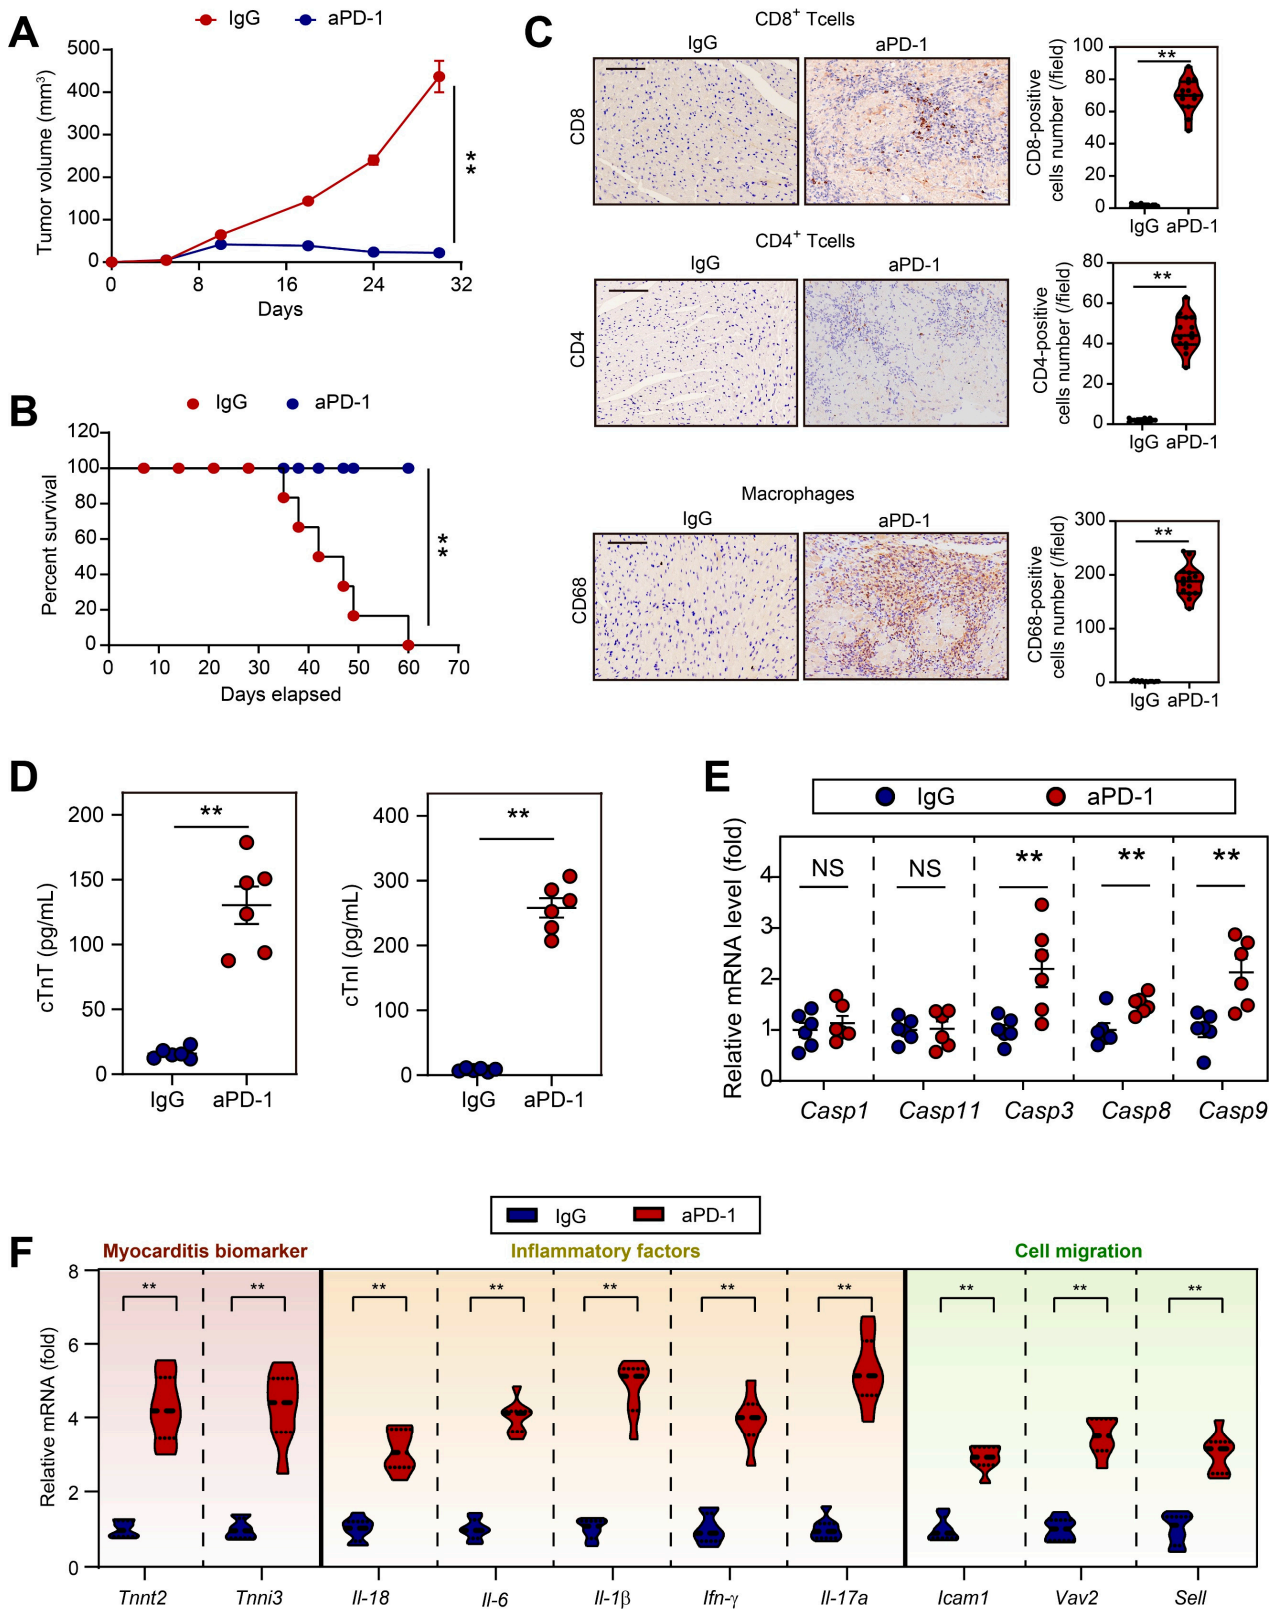 A
IgG aPD-1
Tumor volume (mm³)
500
400
300
200
100
0
0 8 16 24 32
Days
**
B
IgG aPD-1
Percent survival
120
100
80
60
40
20
0
0 10 20 30 40 50 60 70
Days elapsed
**
C
CD8⁺ Tcells
IgG aPD-1
CD8
CD8-positive
cells number (/field)
100
80
60
40
20
0
**
IgG aPD-1
CD4⁺ Tcells
IgG aPD-1
CD4
CD4-positive
cells number (/field)
80
60
40
20
0
**
IgG aPD-1
Macrophages
IgG aPD-1
CD68
CD68-positive
cells number (/field)
300
200
100
0
**
IgG aPD-1
D
cTnT (pg/mL)
200
150
100
50
0
**
IgG aPD-1
cTnI (pg/mL)
400
300
200
100
0
**
IgG aPD-1
E
IgG aPD-1
Relative mRNA level (fold)
4
3
2
1
0
NS NS ** ** **
Casp1 Casp11 Casp3 Casp8 Casp9
F
IgG aPD-1
Myocarditis biomarker Inflammatory factors Cell migration
Relative mRNA (fold)
8
6
4
2
0
** ** ** ** ** ** ** ** ** **
Tnnt2 Tnni3 Il-18 Il-6 Il-1β Ifn-γ Il-17a Icam1 Vav2 Sell